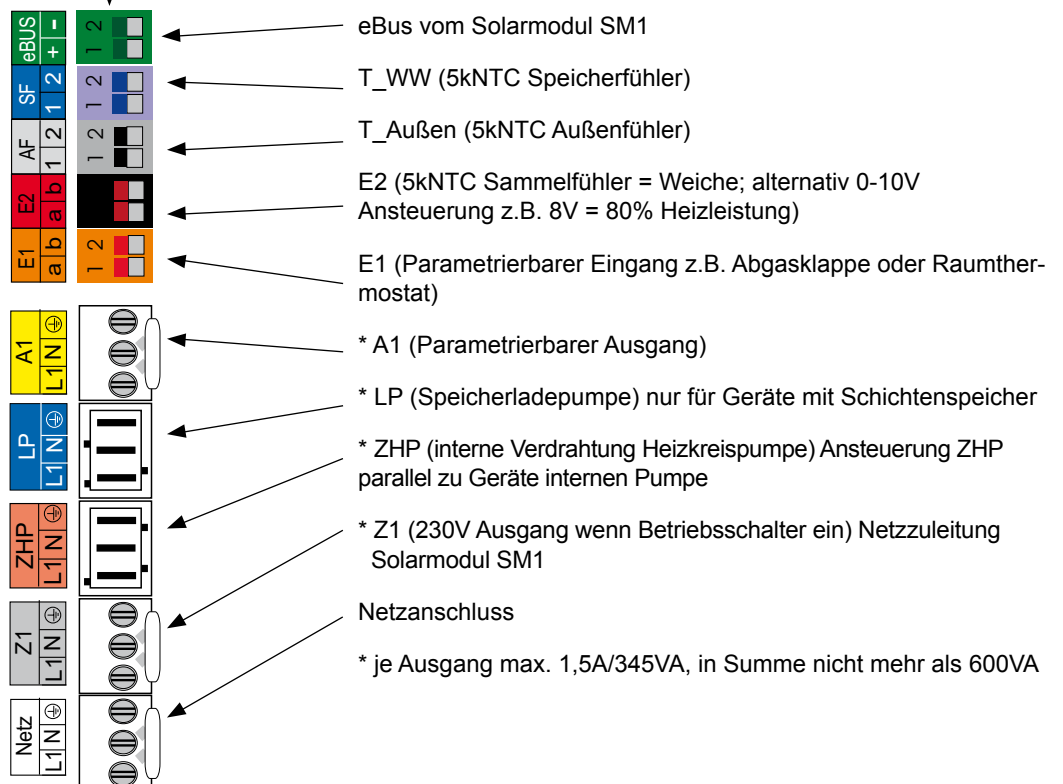 eBUS
+ -
1 2
eBus vom Solarmodul SM1
SF
1 2
1 2
T_WW (5kNTC Speicherfühler)
AF
1 2
1 2
T_Außen (5kNTC Außenfühler)
E2
a b
E2 (5kNTC Sammelfühler = Weiche; alternativ 0-10V
Ansteuerung z.B. 8V = 80% Heizleistung)
E1
a b
1 2
E1 (Parametrierbarer Eingang z.B. Abgasklappe oder Raumther-
mostat)
A1
L1 N
* A1 (Parametrierbarer Ausgang)
LP
L1 N
* LP (Speicherladepumpe) nur für Geräte mit Schichtenspeicher
ZHP
L1 N
* ZHP (interne Verdrahtung Heizkreispumpe) Ansteuerung ZHP
parallel zu Geräte internen Pumpe
Z1
L1 N
* Z1 (230V Ausgang wenn Betriebsschalter ein) Netzzuleitung
Solarmodul SM1
Netz
L1 N
Netzanschluss
* je Ausgang max. 1,5A/345VA, in Summe nicht mehr als 600VA